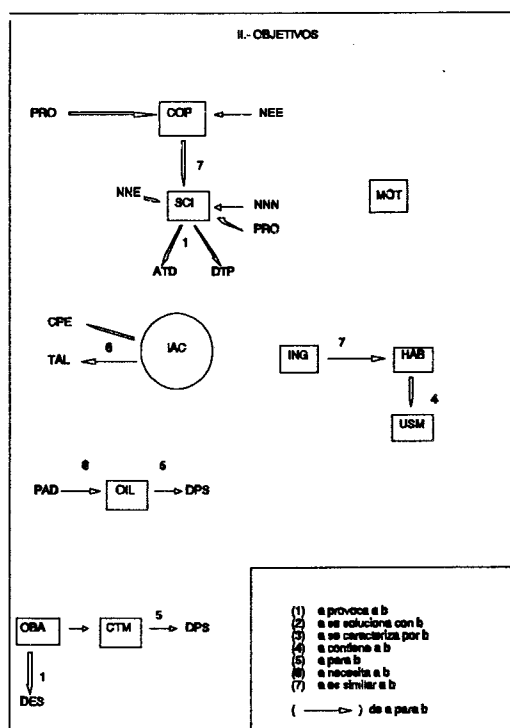 II.- OBJETIVOS
PRO COP NEE
7
NNE SCI NNN
MOT
PRO
1
ATD DTP
CPE
6 IAC
TAL
7
ING HAB
4
USM
6 5
PAD OIL DPS
5
OBA CTM DPS
1
DES
(1) a provoca a b
(2) a se soluciona con b
(3) a se caracteriza por b
(4) a contiene a b
(5) a para b
(6) a necesita a b
(7) a es similar a b
( ) de a para b